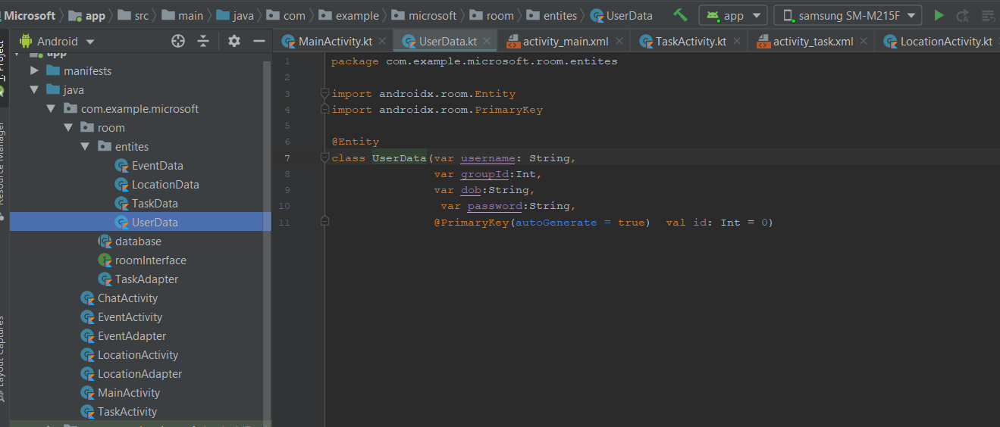 Microsoft app src main java com example microsoft room entites UserData app samsung SM-M215F
Android
MainActivity.kt UserData.kt activity_main.xml TaskActivity.kt activity_task.xml LocationActivity.kt
app
manifests
java
com.example.microsoft
room
entites
EventData
LocationData
TaskData
UserData
database
roomInterface
TaskAdapter
ChatActivity
EventActivity
EventAdapter
LocationActivity
LocationAdapter
MainActivity
TaskActivity
1 package com.example.microsoft.room.entites
2
3 import androidx.room.Entity
4 import androidx.room.PrimaryKey
5
6 @Entity
7 class UserData(var username: String,
8 var groupId:Int,
9 var dob:String,
10 var password:String,
11 @PrimaryKey(autoGenerate = true)  val id: Int = 0)
Project
Resource Manager
Layout Captures